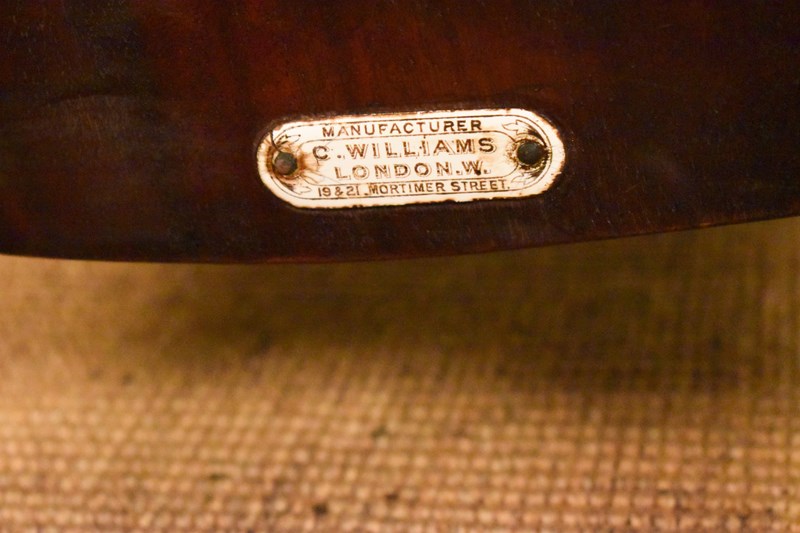 MANUFACTURER
C. WILLIAMS
LONDON. W.
19 & 21. MORTIMER STREET.